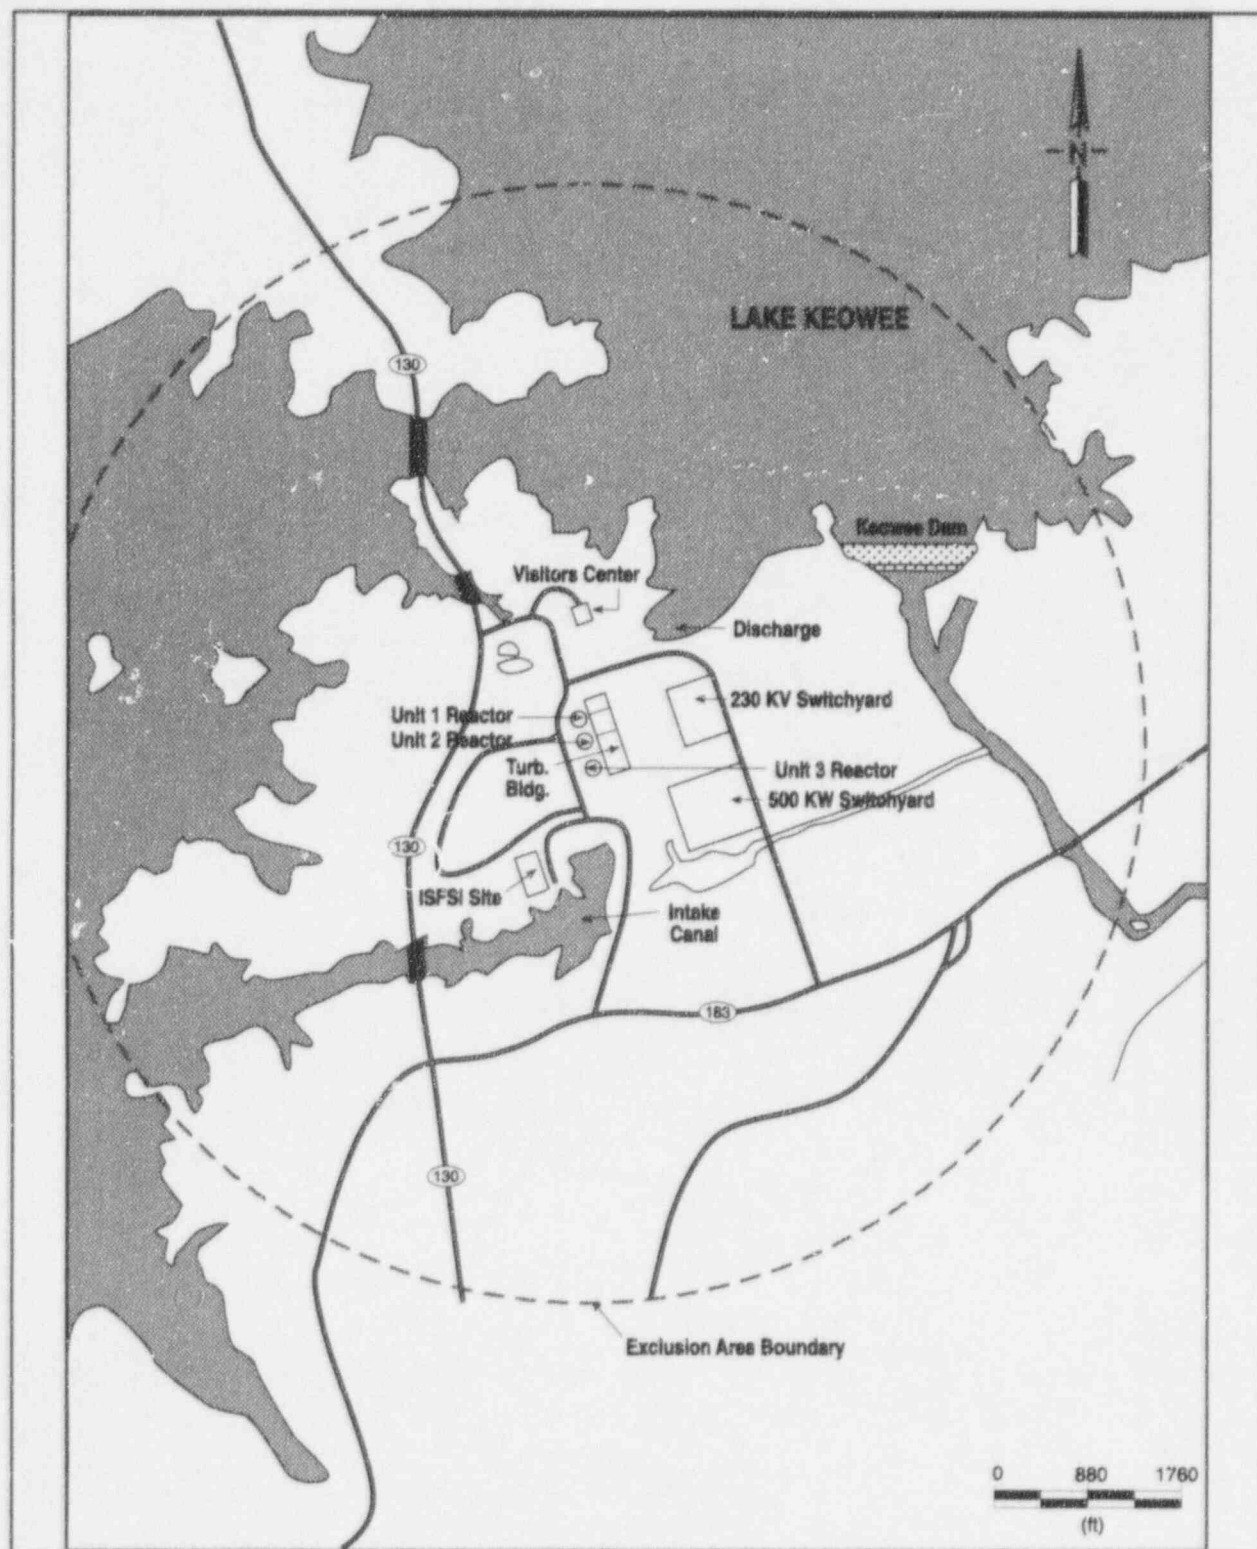 N
LAKE KEOWEE
130
Keowee Dam
Visitors Center
Discharge
230 KV Switchyard
Unit 1 Reactor
Unit 2 Reactor
Turb.
Bldg.
Unit 3 Reactor
500 KW Switchyard
130
ISFSI Site
Intake
Canal
183
130
Exclusion Area Boundary
0 880 1760
(ft)